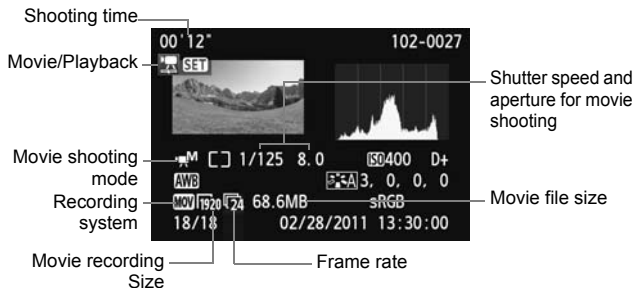 Shooting time
00'12"
102-0027
Movie/Playback
SET
Shutter speed and
aperture for movie
shooting
Movie shooting
mode
M
1/125 8.0
ISO400 D+
AWB
A 3, 0, 0, 0
Recording
system
MOV 1920 24 68.6MB sRGB
Movie file size
18/18 02/28/2011 13:30:00
Movie recording
Size
Frame rate